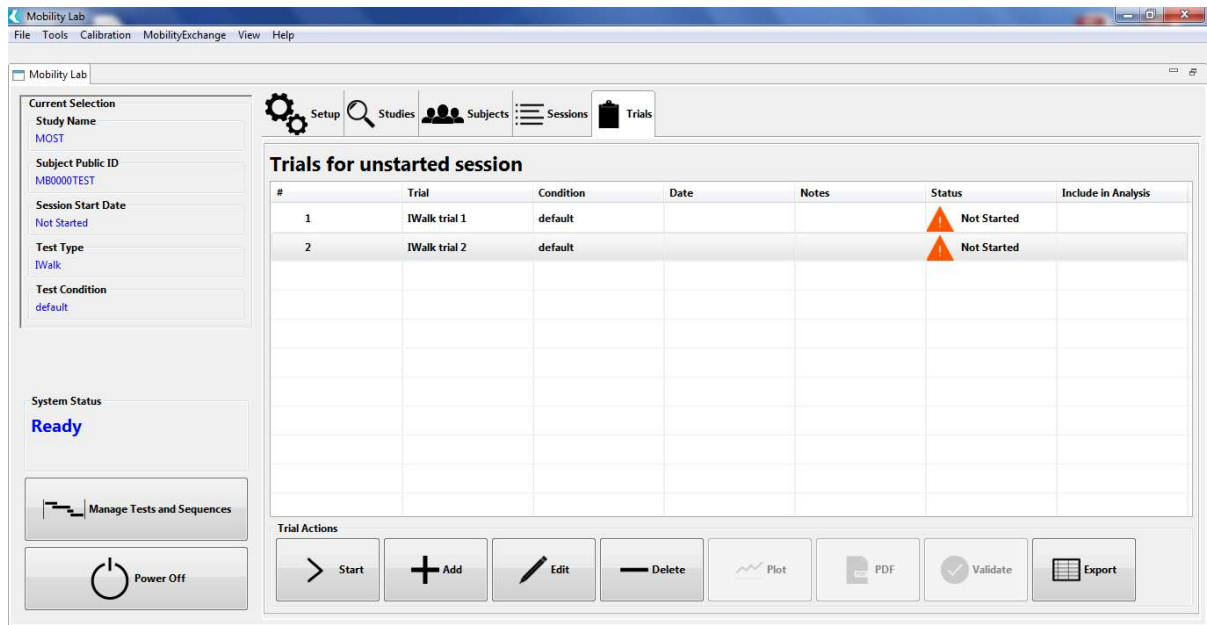 Mobility Lab
File Tools Calibration MobilityExchange View Help
Mobility Lab
Current Selection
Study Name
MOST
Subject Public ID
MB0000TEST
Session Start Date
Not Started
Test Type
IWalk
Test Condition
default
System Status
Ready
Manage Tests and Sequences
Power Off
Setup Studies Subjects Sessions Trials
Trials for unstarted session
# Trial Condition Date Notes Status Include in Analysis
1 IWalk trial 1 default Not Started
2 IWalk trial 2 default Not Started
Trial Actions
Start Add Edit Delete Plot PDF Validate Export